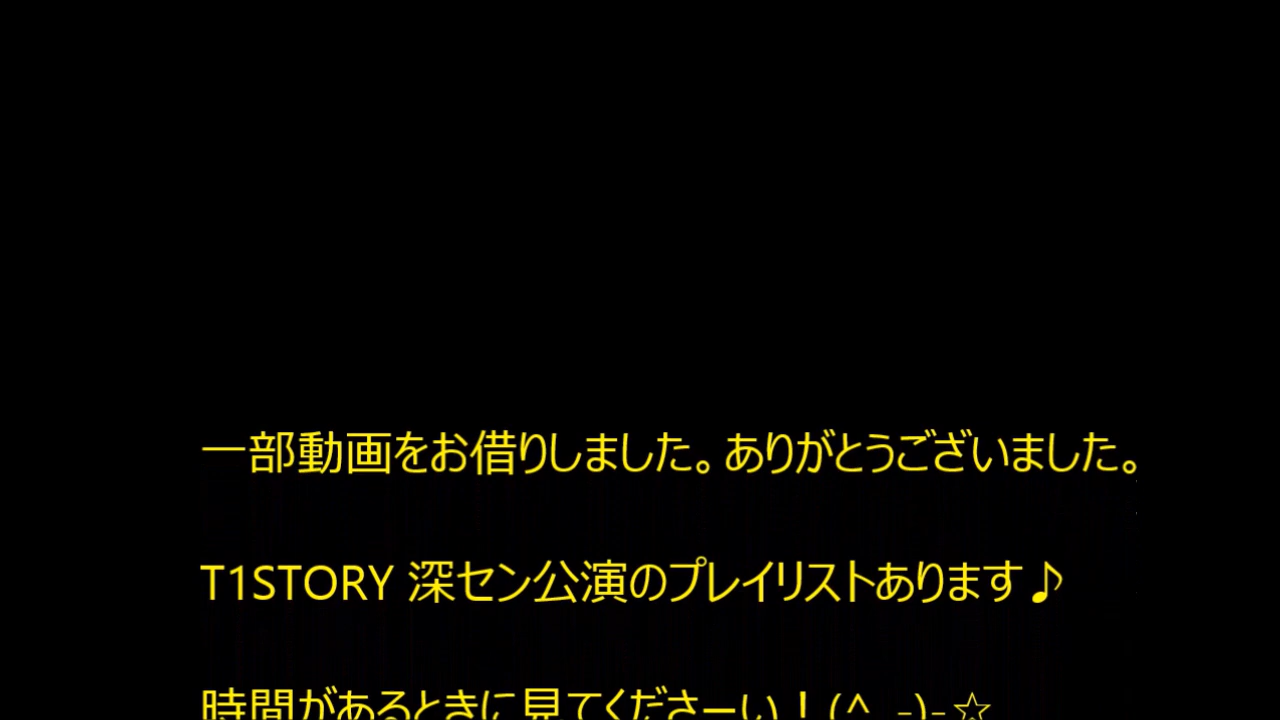 一部動画をお借りしました。ありがとうございました。
T1STORY 深セン公演のプレイリストあります♪
時間があるときに見てくださーい！(^_-)-☆